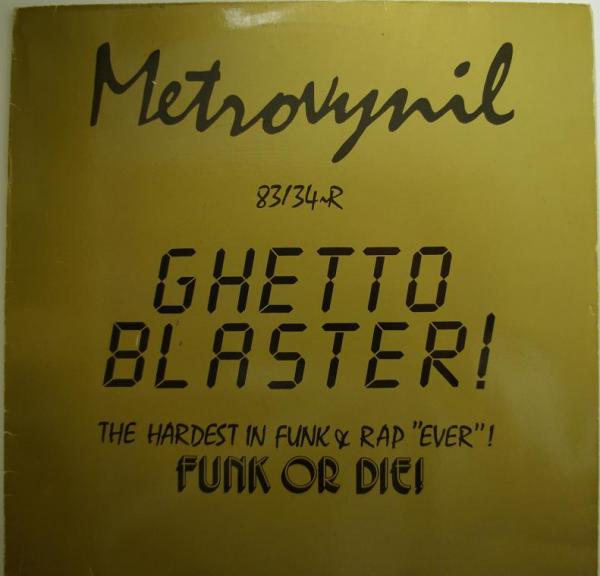 Metrovynil
83/34~R
GHETTO
BLASTER!
THE HARDEST IN FUNK & RAP "EVER"!
FUNK OR DIE!